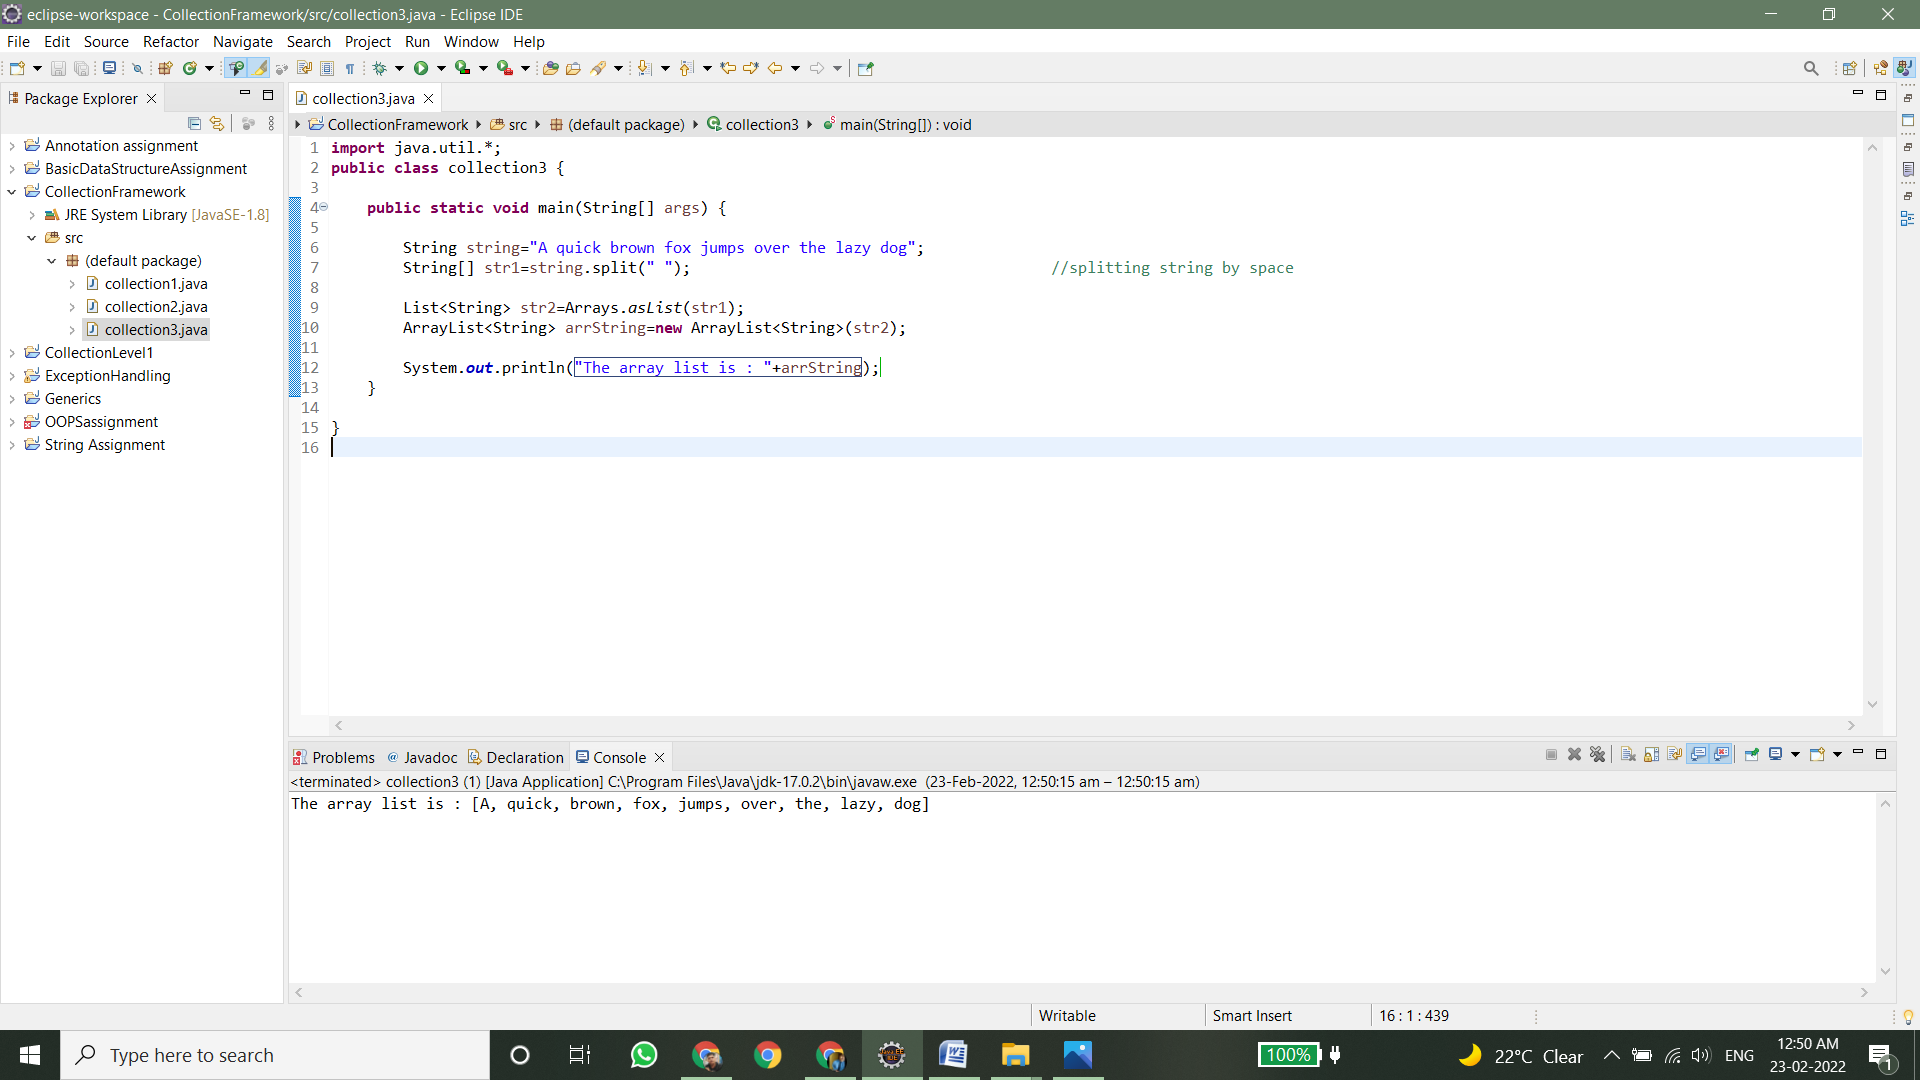 eclipse-workspace - CollectionFramework/src/collection3.java - Eclipse IDE
File Edit Source Refactor Navigate Search Project Run Window Help
Package Explorer
Annotation assignment
BasicDataStructureAssignment
CollectionFramework
JRE System Library [JavaSE-1.8]
src
(default package)
collection1.java
collection2.java
collection3.java
CollectionLevel1
ExceptionHandling
Generics
OOPSassignment
String Assignment
collection3.java
CollectionFramework src (default package) collection3 main(String[]) : void
1 import java.util.*;
2 public class collection3 {
3
4 public static void main(String[] args) {
5
6 String string="A quick brown fox jumps over the lazy dog";
7 String[] str1=string.split(" "); //splitting string by space
8
9 List<String> str2=Arrays.asList(str1);
10 ArrayList<String> arrString=new ArrayList<String>(str2);
11
12 System.out.println("The array list is : "+arrString);
13 }
14
15 }
16
Problems @ Javadoc Declaration Console
<terminated> collection3 (1) [Java Application] C:\Program Files\Java\jdk-17.0.2\bin\javaw.exe (23-Feb-2022, 12:50:15 am – 12:50:15 am)
The array list is : [A, quick, brown, fox, jumps, over, the, lazy, dog]
Writable Smart Insert 16 : 1 : 439
Type here to search
100%
22°C Clear
ENG
12:50 AM
23-02-2022
1